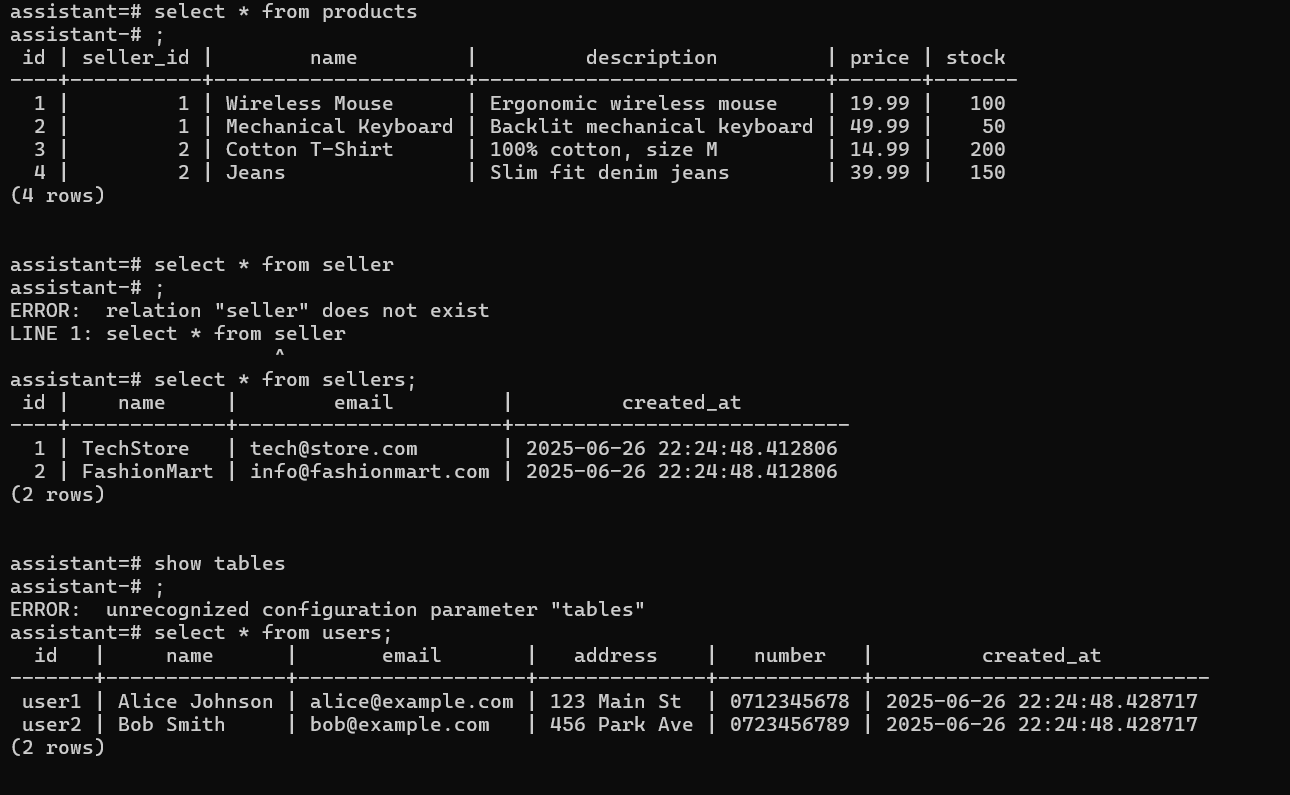 assistant=# select * from products
assistant-# ;
 id | seller_id |        name         |         description         | price | stock
----+-----------+---------------------+-----------------------------+-------+-------
  1 |         1 | Wireless Mouse      | Ergonomic wireless mouse    | 19.99 |   100
  2 |         1 | Mechanical Keyboard | Backlit mechanical keyboard | 49.99 |    50
  3 |         2 | Cotton T-Shirt      | 100% cotton, size M         | 14.99 |   200
  4 |         2 | Jeans               | Slim fit denim jeans        | 39.99 |   150
(4 rows)

assistant=# select * from seller
assistant-# ;
ERROR:  relation "seller" does not exist
LINE 1: select * from seller
                      ^
assistant=# select * from sellers;
 id |    name     |        email         |         created_at
----+-------------+----------------------+----------------------------
  1 | TechStore   | tech@store.com       | 2025-06-26 22:24:48.412806
  2 | FashionMart | info@fashionmart.com | 2025-06-26 22:24:48.412806
(2 rows)

assistant=# show tables
assistant-# ;
ERROR:  unrecognized configuration parameter "tables"
assistant=# select * from users;
  id   |     name      |       email       |   address    |   number   |         created_at
-------+---------------+-------------------+--------------+------------+----------------------------
 user1 | Alice Johnson | alice@example.com | 123 Main St  | 0712345678 | 2025-06-26 22:24:48.428717
 user2 | Bob Smith     | bob@example.com   | 456 Park Ave | 0723456789 | 2025-06-26 22:24:48.428717
(2 rows)